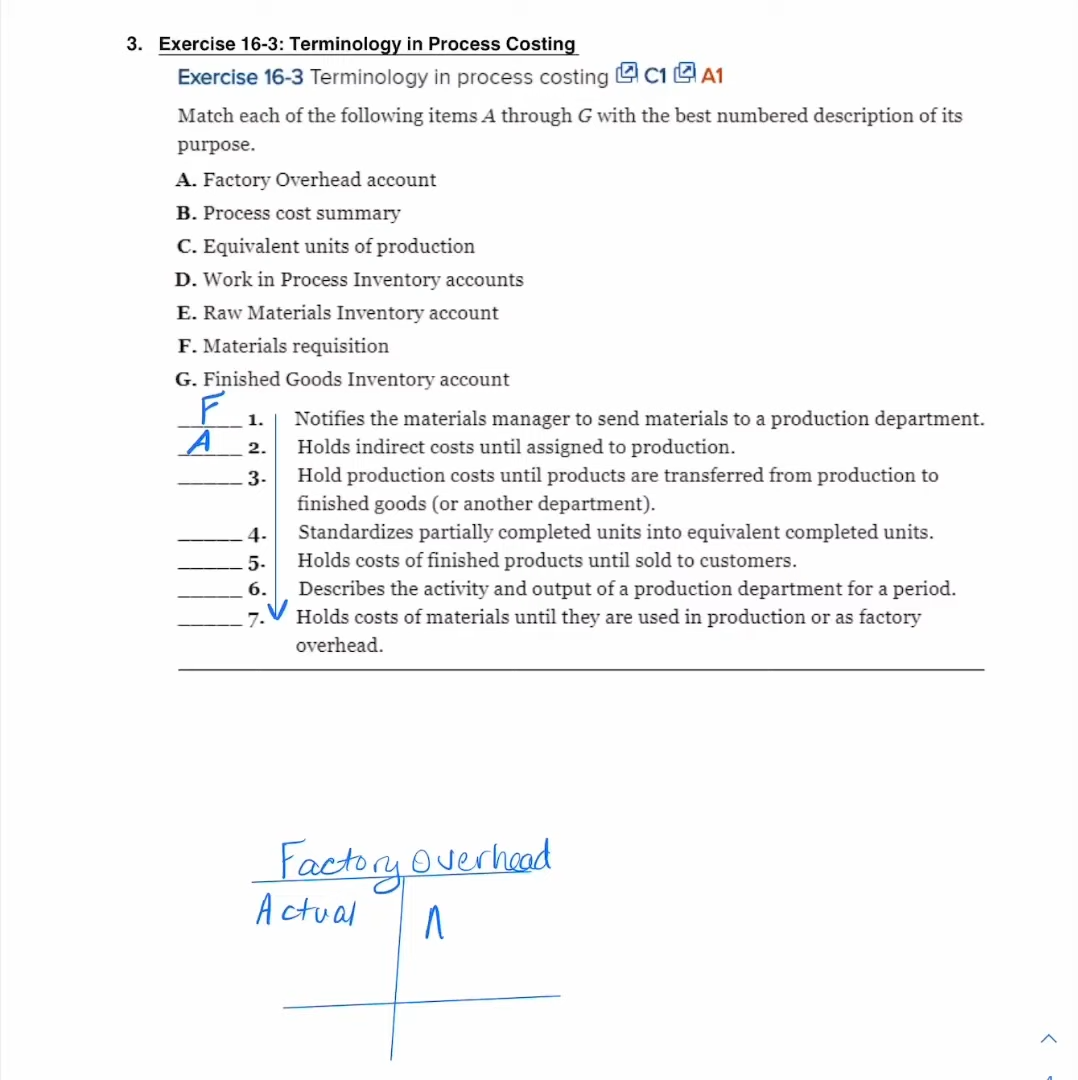 3. Exercise 16-3: Terminology in Process Costing
Exercise 16-3 Terminology in process costing C1 A1
Match each of the following items A through G with the best numbered description of its
purpose.
A. Factory Overhead account
B. Process cost summary
C. Equivalent units of production
D. Work in Process Inventory accounts
E. Raw Materials Inventory account
F. Materials requisition
G. Finished Goods Inventory account
F 1. Notifies the materials manager to send materials to a production department.
A 2. Holds indirect costs until assigned to production.
3. Hold production costs until products are transferred from production to
finished goods (or another department).
4. Standardizes partially completed units into equivalent completed units.
5. Holds costs of finished products until sold to customers.
6. Describes the activity and output of a production department for a period.
7. Holds costs of materials until they are used in production or as factory
overhead.
Factory Overhead
Actual